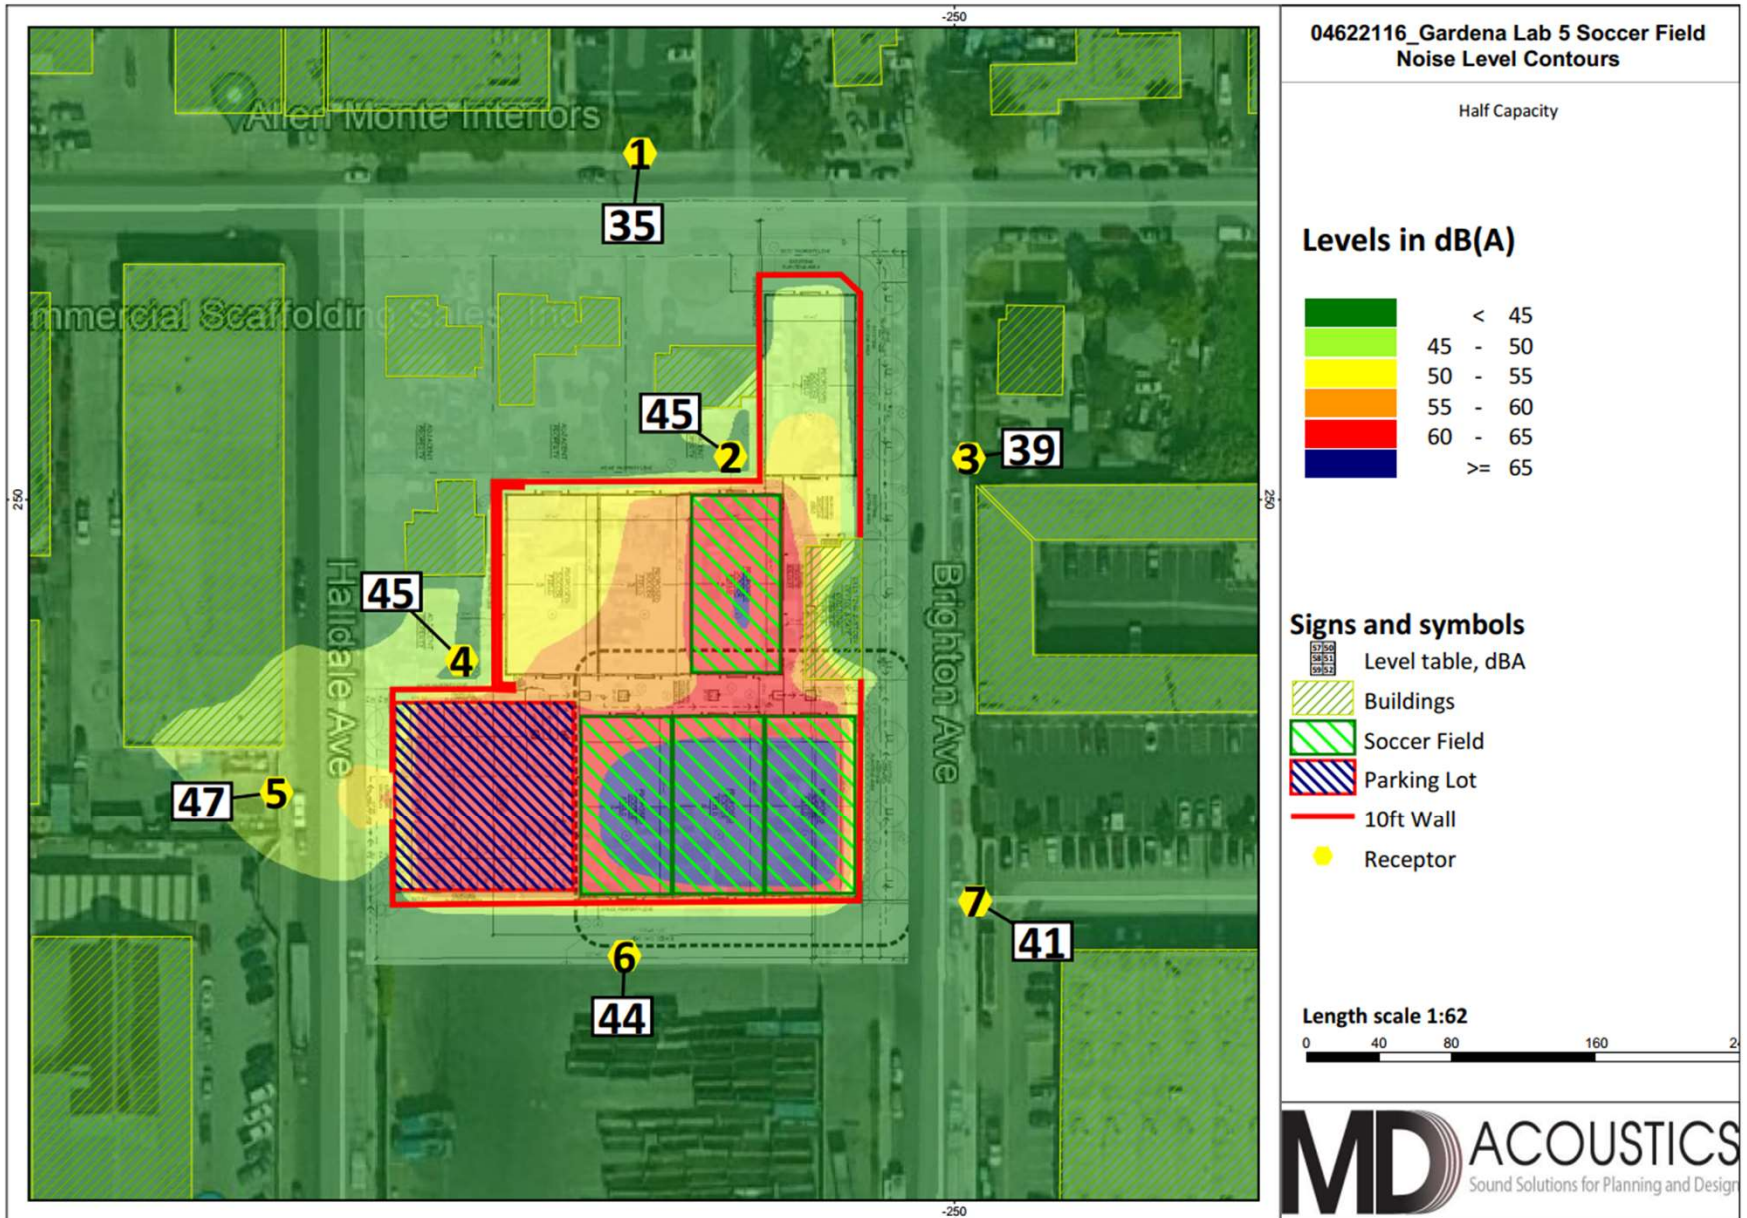 -250
04622116_Gardena Lab 5 Soccer Field
Noise Level Contours
Half Capacity
Allen Monte Interiors
1
35
Levels in dB(A)
< 45
45 - 50
50 - 55
55 - 60
60 - 65
>= 65
mmercial Scaffolding Sales, Inc
45
2
3
39
250
250
45
4
Haldale Ave
Brighton Ave
47
5
7
41
6
44
Signs and symbols
Level table, dBA
Buildings
Soccer Field
Parking Lot
10ft Wall
Receptor
Length scale 1:62
0 40 80 160 2
MD ACOUSTICS
Sound Solutions for Planning and Design
-250